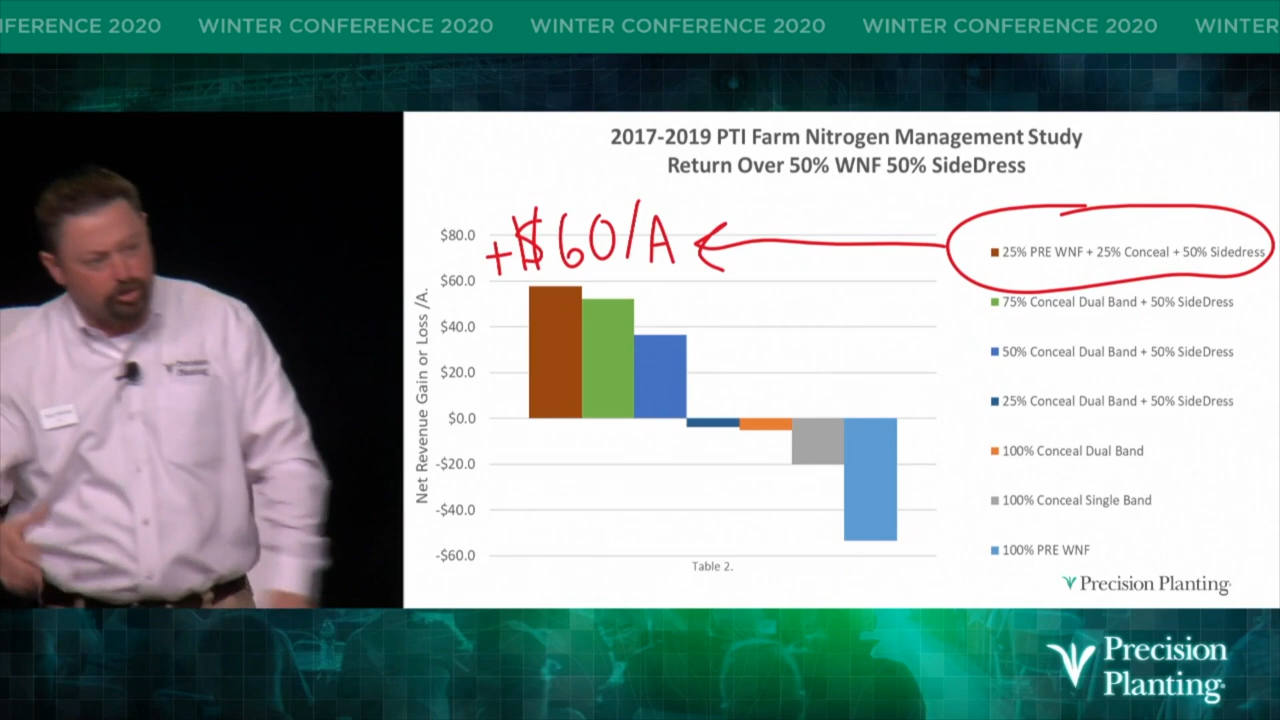 NFERENCE 2020 WINTER CONFERENCE 2020 WINTER CONFERENCE 2020 WINTER CONFERENCE 2020 WINTER
2017-2019 PTI Farm Nitrogen Management Study
Return Over 50% WNF 50% SideDress
+$60/A
Net Revenue Gain or Loss /A.
$80.0
$60.0
$40.0
$20.0
$0.0
-$20.0
-$40.0
-$60.0
25% PRE WNF + 25% Conceal + 50% Sidedress
75% Conceal Dual Band + 50% SideDress
50% Conceal Dual Band + 50% SideDress
25% Conceal Dual Band + 50% SideDress
100% Conceal Dual Band
100% Conceal Single Band
100% PRE WNF
Table 2.
Precision Planting
Precision
Planting
Precision
Planting